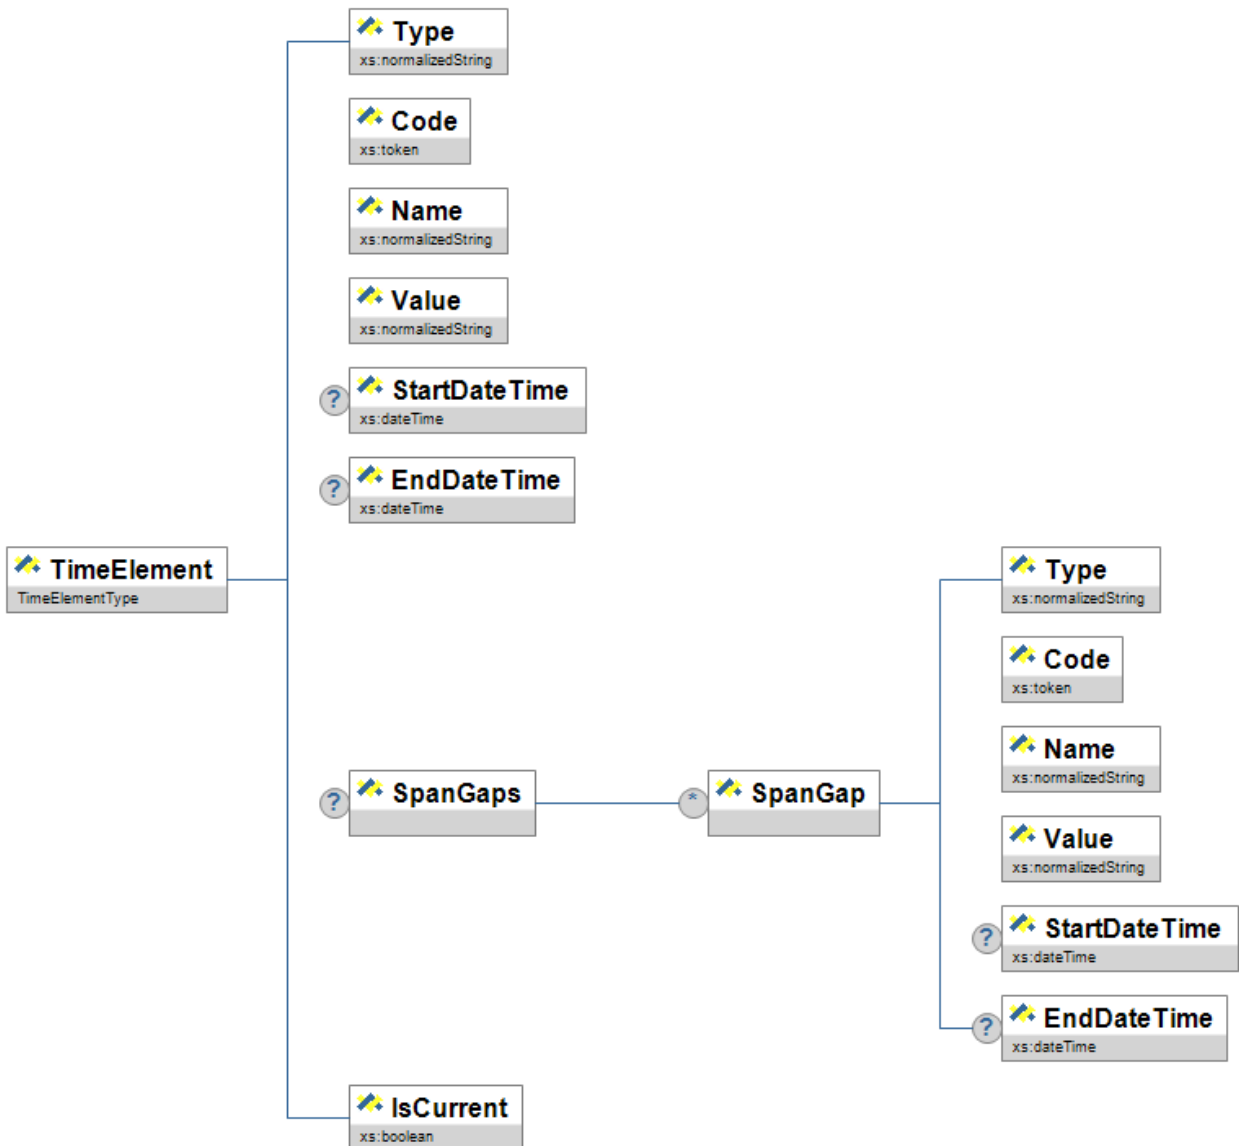 Type
xs:normalizedString
Code
xs:token
Name
xs:normalizedString
Value
xs:normalizedString
?
StartDateTime
xs:dateTime
?
EndDateTime
xs:dateTime
TimeElement
TimeElementType
?
SpanGaps
*
SpanGap
Type
xs:normalizedString
Code
xs:token
Name
xs:normalizedString
Value
xs:normalizedString
?
StartDateTime
xs:dateTime
?
EndDateTime
xs:dateTime
IsCurrent
xs:boolean